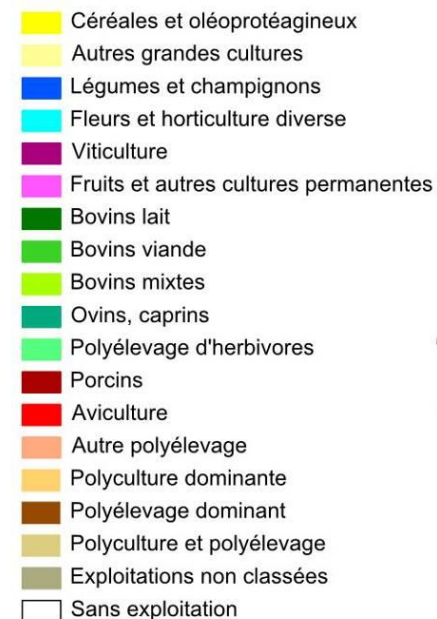 Céréales et oléoprotéagineux
Autres grandes cultures
Légumes et champignons
Fleurs et horticulture diverse
Viticulture
Fruits et autres cultures permanentes
Bovins lait
Bovins viande
Bovins mixtes
Ovins, caprins
Polyélevage d'herbivores
Porcins
Aviculture
Autre polyélevage
Polyculture dominante
Polyélevage dominant
Polyculture et polyélevage
Exploitations non classées
Sans exploitation